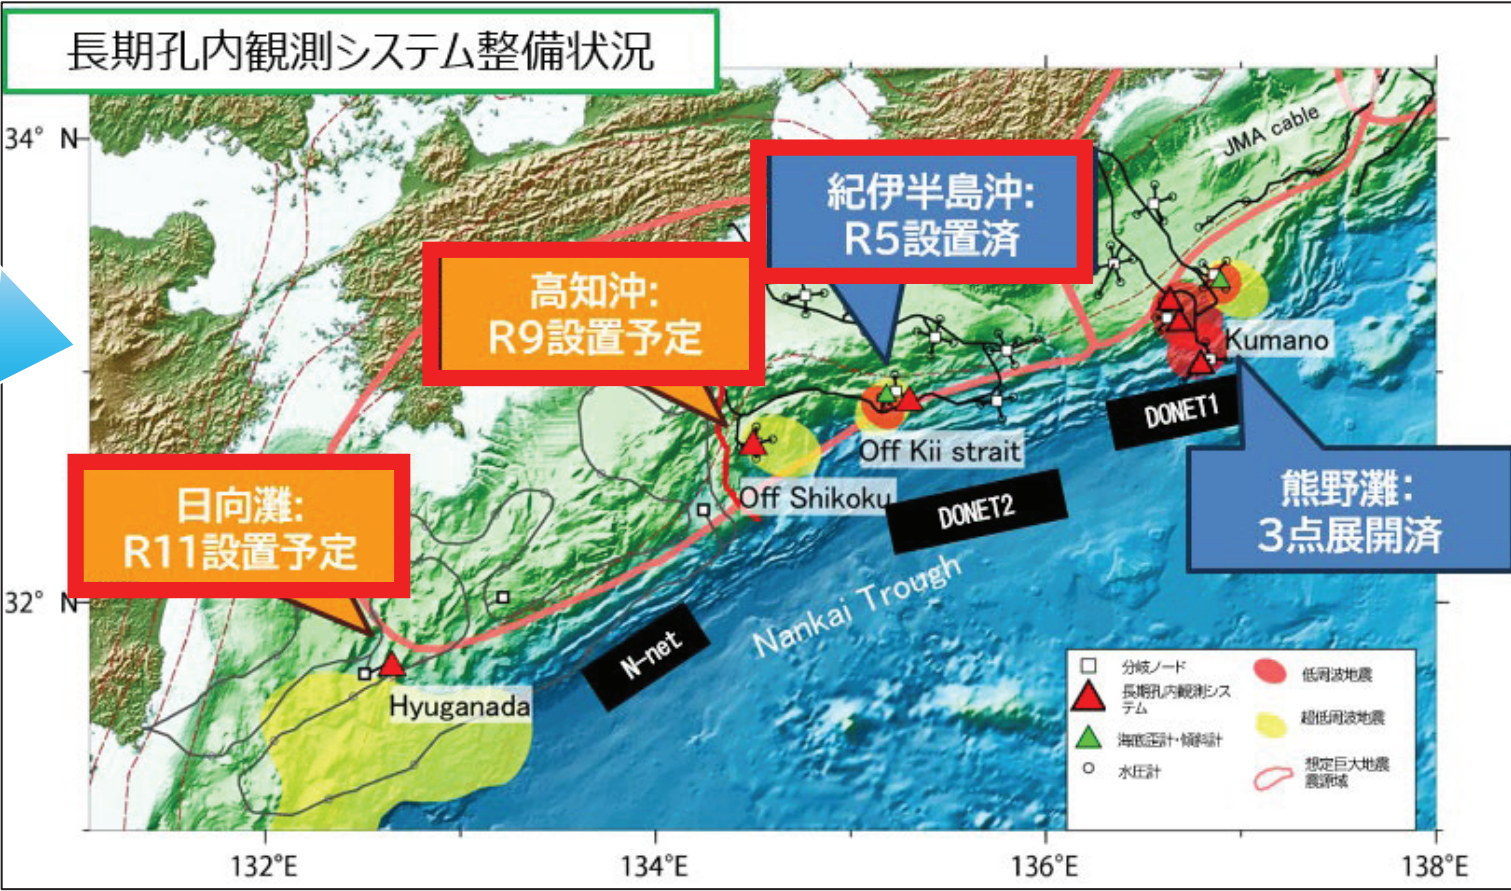 長期孔内観測システム整備状況
34° N
JMA cable
紀伊半島沖:
R5設置済
高知沖:
R9設置予定
Kumano
DONET1
Off Kii strait
熊野灘:
3点展開済
日向灘:
R11設置予定
Off Shikoku
DONET2
Nankai Trough
32° N
N-net
Hyuganada
分岐ノード
長期孔内観測シス
テム
海底歪計・傾斜計
水圧計
低周波地震
超低周波地震
想定巨大地震
震源域
132°E
134°E
136°E
138°E